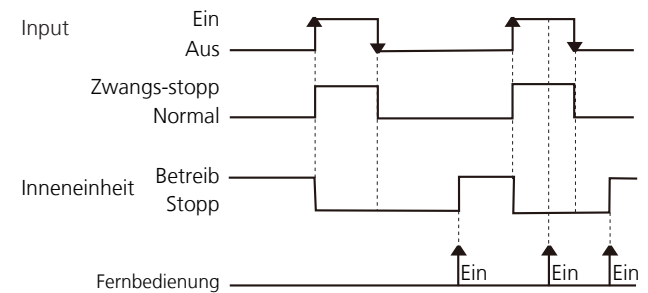 Input
Ein
Aus
Zwangs-stopp
Normal
Inneneinheit
Betreib
Stopp
Ein Ein Ein
Fernbedienung